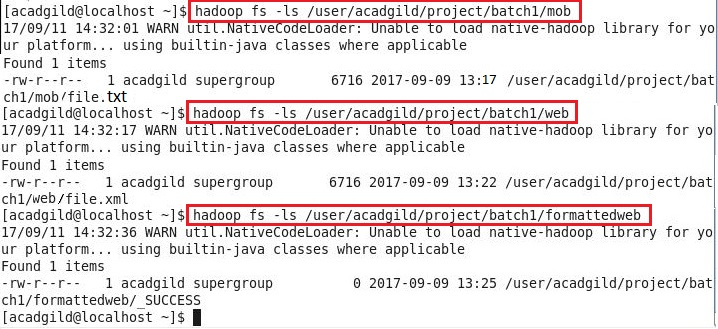 [acadgild@localhost ~]$ hadoop fs -ls /user/acadgild/project/batch1/mob
17/09/11 14:32:01 WARN util.NativeCodeLoader: Unable to load native-hadoop library for
your platform... using builtin-java classes where applicable
Found 1 items
-rw-r--r--   1 acadgild supergroup       6716 2017-09-09 13:17 /user/acadgild/project/bat
ch1/mob/file.txt
[acadgild@localhost ~]$ hadoop fs -ls /user/acadgild/project/batch1/web
17/09/11 14:32:17 WARN util.NativeCodeLoader: Unable to load native-hadoop library for yo
ur platform... using builtin-java classes where applicable
Found 1 items
-rw-r--r--   1 acadgild supergroup       6716 2017-09-09 13:22 /user/acadgild/project/bat
ch1/web/file.xml
[acadgild@localhost ~]$ hadoop fs -ls /user/acadgild/project/batch1/formattedweb
17/09/11 14:32:36 WARN util.NativeCodeLoader: Unable to load native-hadoop library for yo
ur platform... using builtin-java classes where applicable
Found 1 items
-rw-r--r--   1 acadgild supergroup          0 2017-09-09 13:25 /user/acadgild/project/bat
ch1/formattedweb/_SUCCESS
[acadgild@localhost ~]$